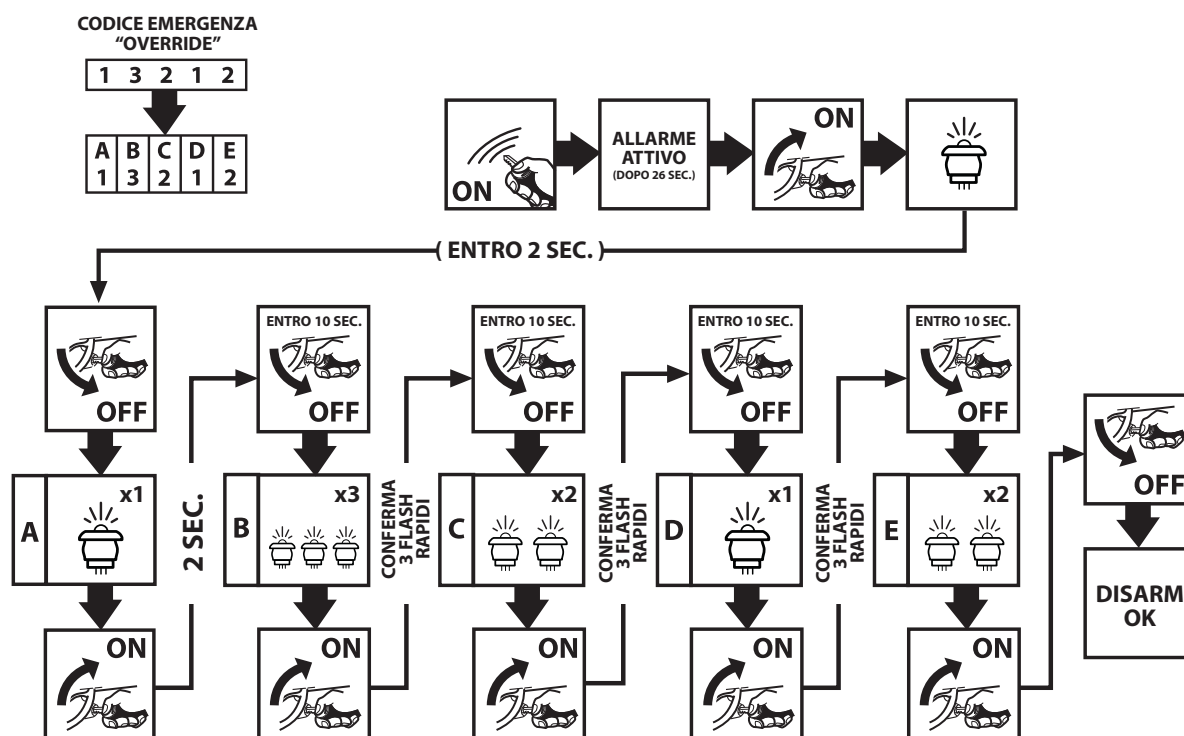 CODICE EMERGENZA
“OVERRIDE”
1 3 2 1 2
A B C D E
1 3 2 1 2
ON
ALLARME
ATTIVO
(DOPO 26 SEC.)
ON
( ENTRO 2 SEC. )
OFF
ENTRO 10 SEC.
OFF
ENTRO 10 SEC.
OFF
ENTRO 10 SEC.
OFF
ENTRO 10 SEC.
OFF
OFF
A
x1
2 SEC.
B
x3
CONFERMA
3 FLASH
RAPIDI
C
x2
CONFERMA
3 FLASH
RAPIDI
D
x1
CONFERMA
3 FLASH
RAPIDI
E
x2
DISARM
OK
ON
ON
ON
ON
ON